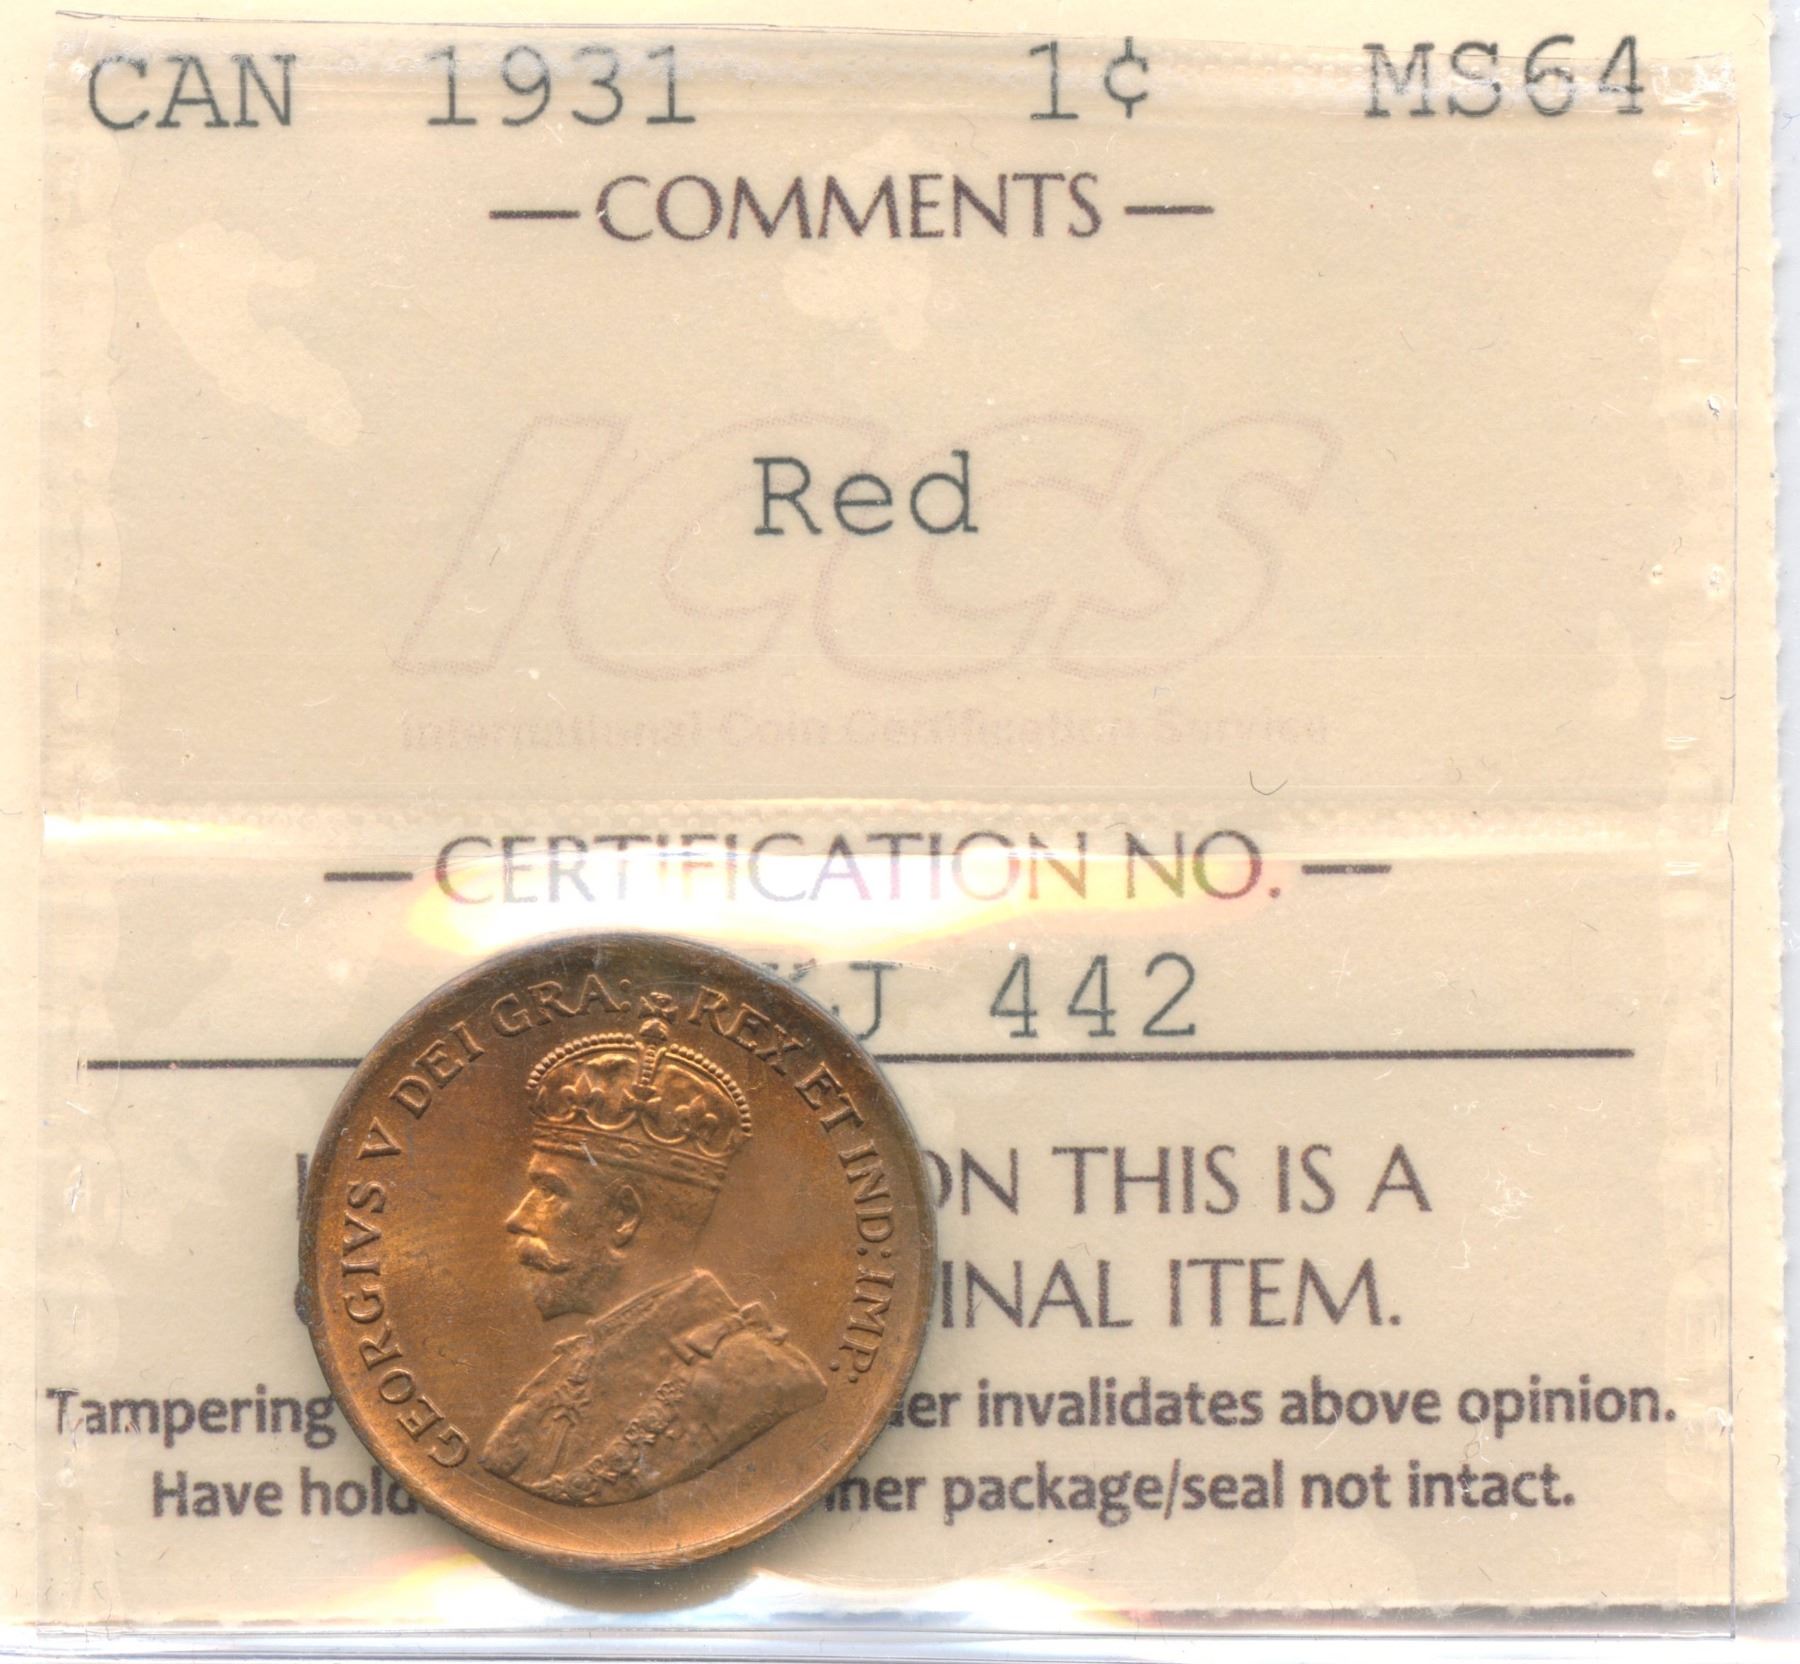 CAN 1931 1¢ MS64
—COMMENTS—
Red
ICCS
International Coin Certification Service
—CERTIFICATION NO.—
J 442
ON THIS IS A
INAL ITEM.
Tampering er invalidates above opinion.
Have hold ner package/seal not intact.
GEORGIVS V DEI GRA: REX ET IND: IMP: